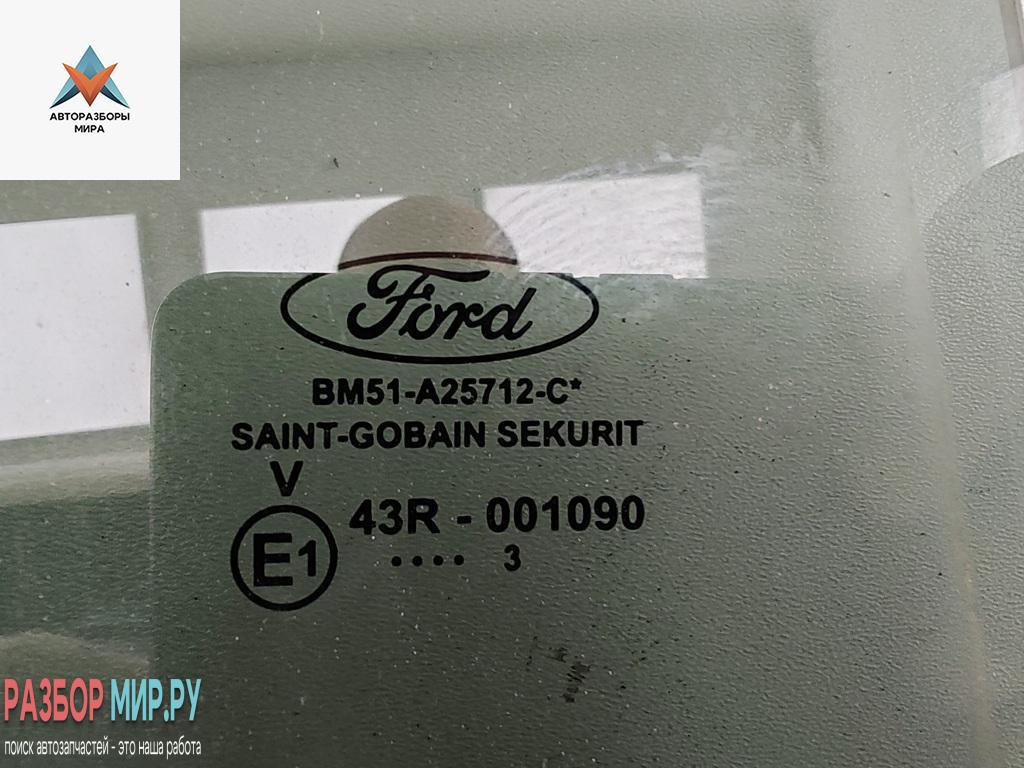 АВТОРАЗБОРЫ
МИРА
Ford
BM51-A25712-C*
SAINT-GOBAIN SEKURIT
V
43R - 001090
E1
.... 3
РАЗБОР МИР.РУ
поиск автозапчастей - это наша работа